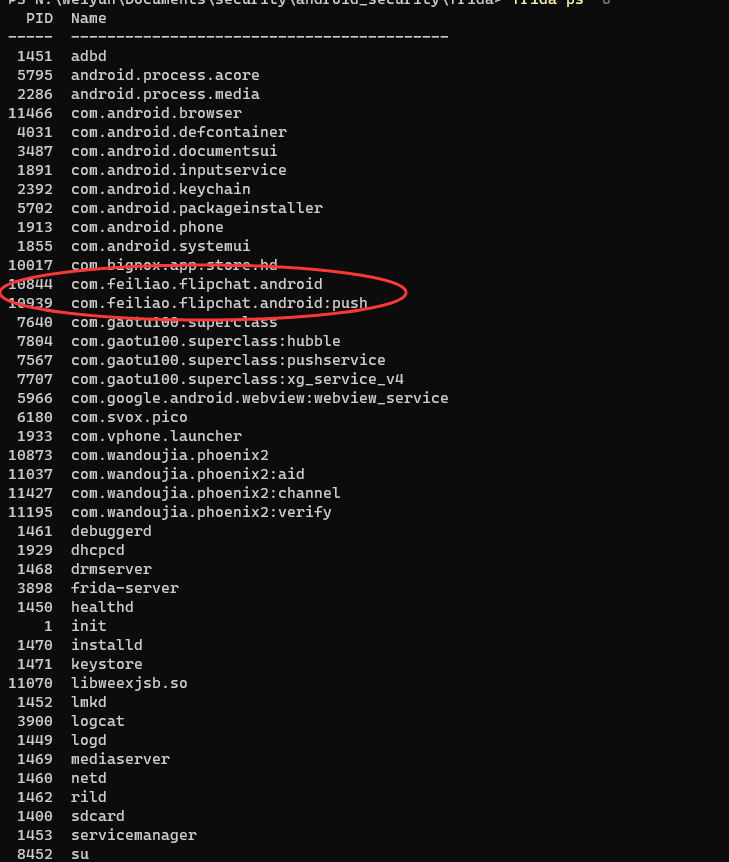 PS N:\Weiyun\Documents\security\android_security\frida> frida-ps
PID Name
----- ------------------------------------------
1451 adbd
5795 android.process.acore
2286 android.process.media
11466 com.android.browser
4031 com.android.defcontainer
3487 com.android.documentsui
1891 com.android.inputservice
2392 com.android.keychain
5702 com.android.packageinstaller
1913 com.android.phone
1855 com.android.systemui
10017 com.bignox.app.store.hd
10844 com.feiliao.flipchat.android
10939 com.feiliao.flipchat.android:push
7640 com.gaotu100.superclass
7804 com.gaotu100.superclass:hubble
7567 com.gaotu100.superclass:pushservice
7707 com.gaotu100.superclass:xg_service_v4
5966 com.google.android.webview:webview_service
6180 com.svox.pico
1933 com.vphone.launcher
10873 com.wandoujia.phoenix2
11037 com.wandoujia.phoenix2:aid
11427 com.wandoujia.phoenix2:channel
11195 com.wandoujia.phoenix2:verify
1461 debuggerd
1929 dhcpcd
1468 drmserver
3898 frida-server
1450 healthd
1 init
1470 installd
1471 keystore
11070 libweexjsb.so
1452 lmkd
3900 logcat
1449 logd
1469 mediaserver
1460 netd
1462 rild
1400 sdcard
1453 servicemanager
8452 su